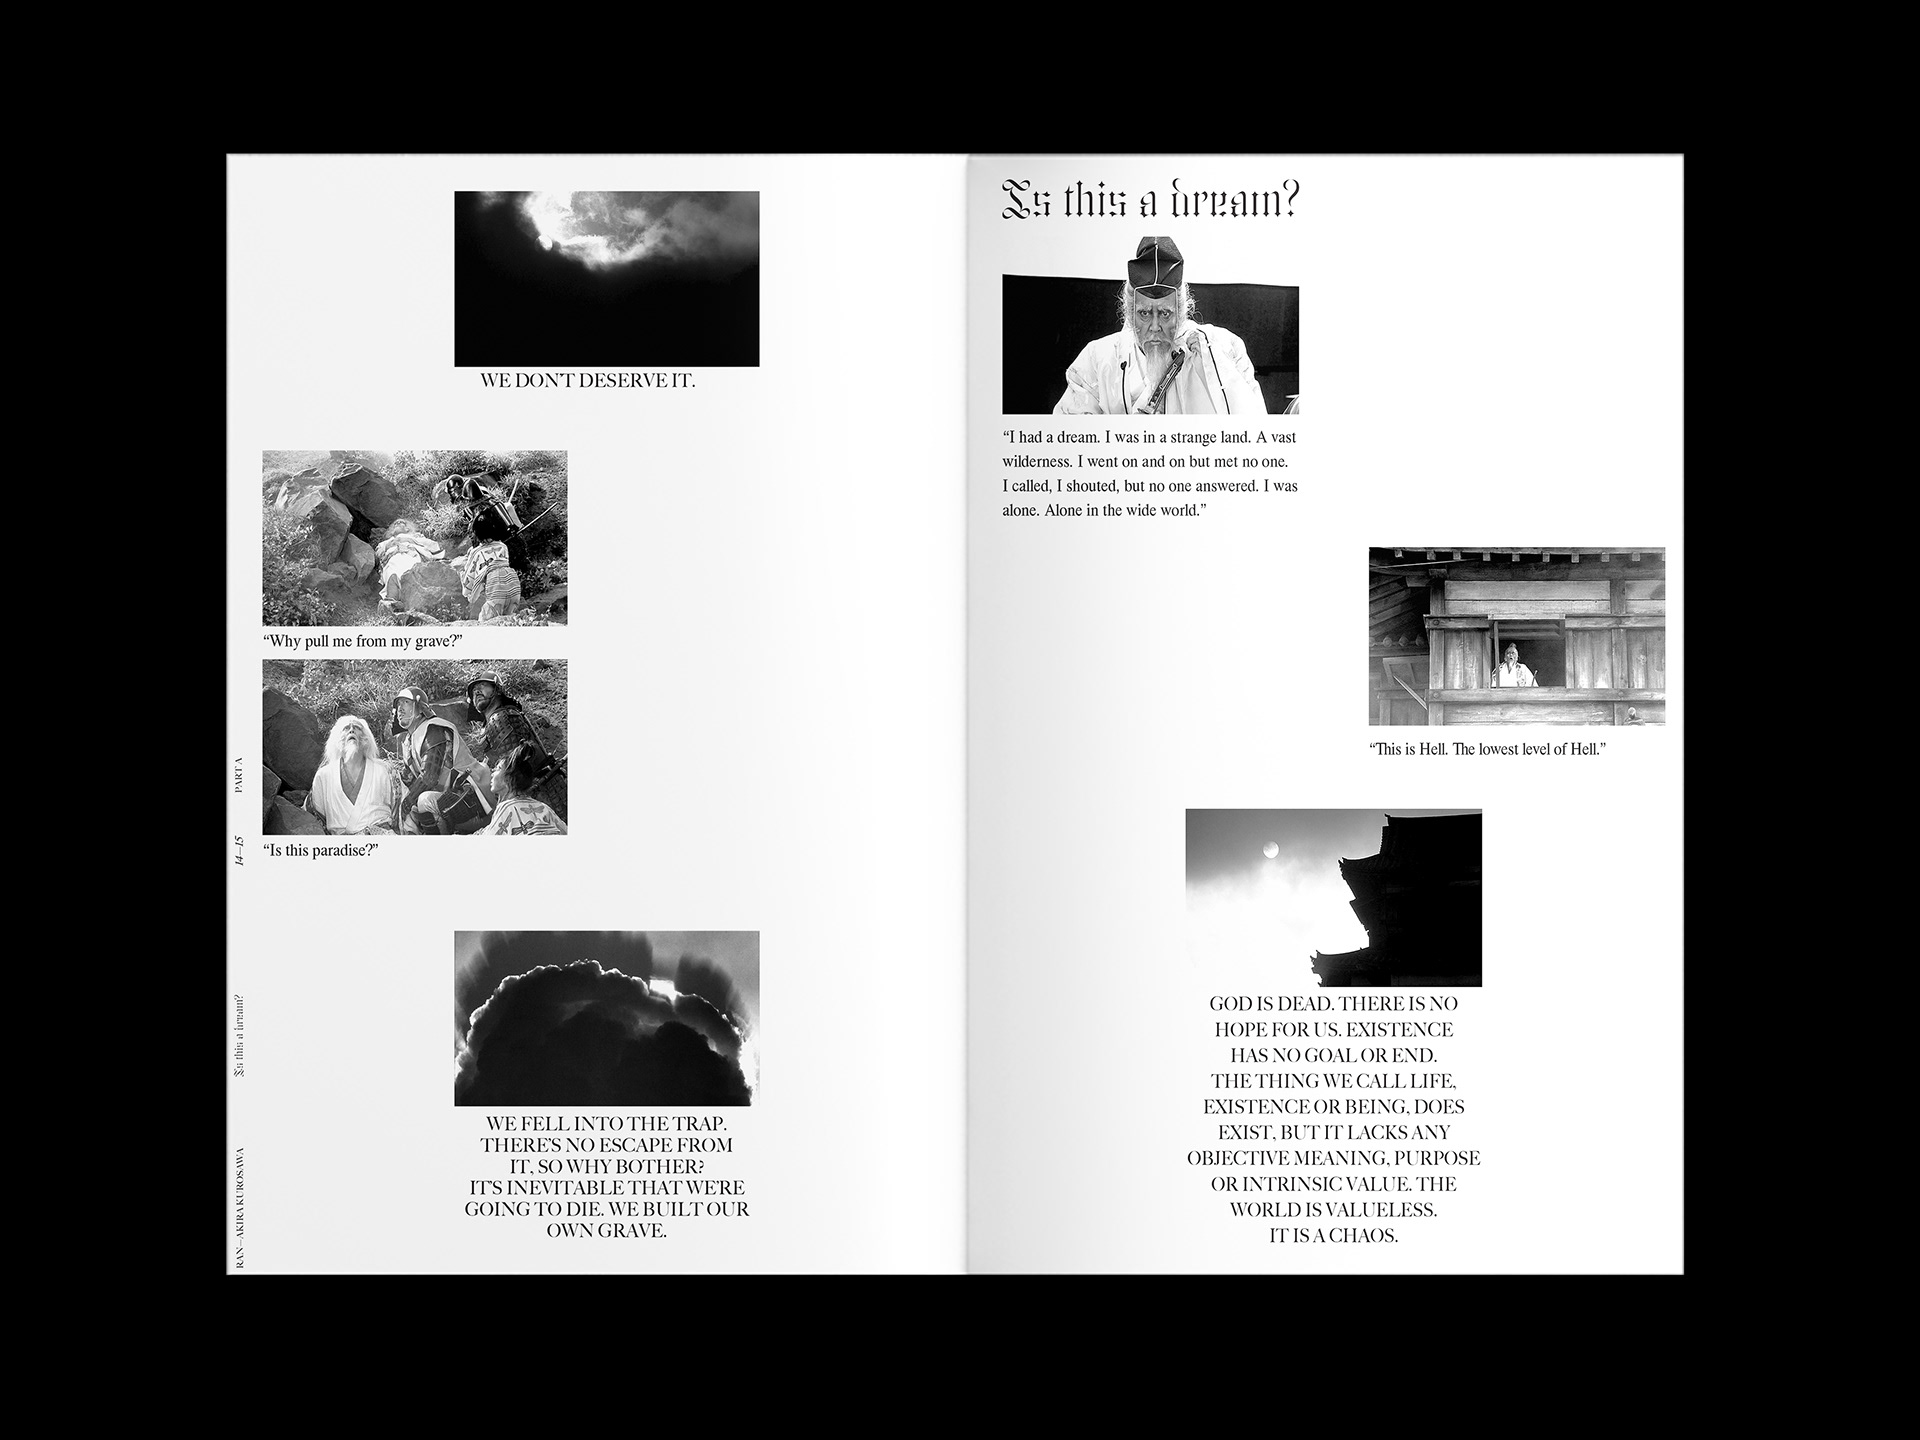 WE DON'T DESERVE IT.
“Why pull me from my grave?”
“Is this paradise?”
WE FELL INTO THE TRAP.
THERE'S NO ESCAPE FROM
IT, SO WHY BOTHER?
IT'S INEVITABLE THAT WE'RE
GOING TO DIE. WE BUILT OUR
OWN GRAVE.
RAN—AKIRA KUROSAWA
Is this a dream?
14—15
PART A
Is this a dream?
“I had a dream. I was in a strange land. A vast
wilderness. I went on and on but met no one.
I called, I shouted, but no one answered. I was
alone. Alone in the wide world.”
“This is Hell. The lowest level of Hell.”
GOD IS DEAD. THERE IS NO
HOPE FOR US. EXISTENCE
HAS NO GOAL OR END.
THE THING WE CALL LIFE,
EXISTENCE OR BEING, DOES
EXIST, BUT IT LACKS ANY
OBJECTIVE MEANING, PURPOSE
OR INTRINSIC VALUE. THE
WORLD IS VALUELESS.
IT IS A CHAOS.